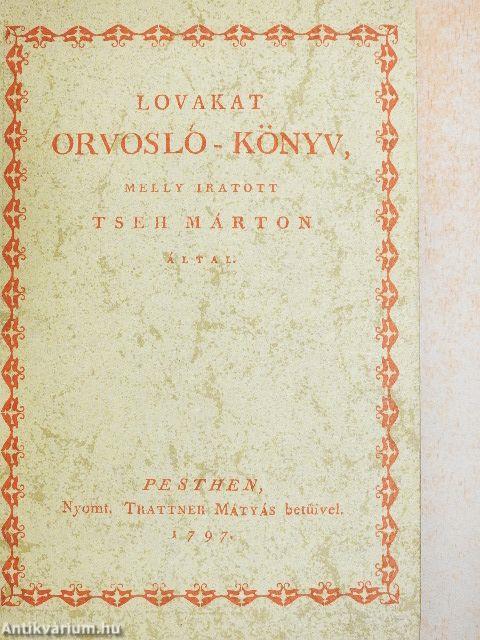 LOVAKAT
ORVOSLÓ - KÖNYV,
MELLY IRATOTT
TSEH MÁRTON
ÁLTAL.
PESTHEN,
Nyomt. TRATTNER MÁTYÁS betűivel.
1797.
Antikvarium.hu